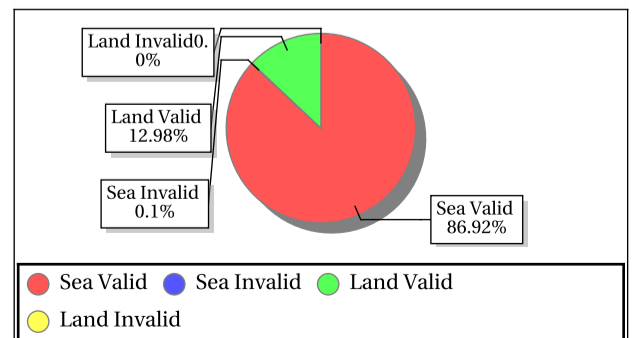 Land Invalid0.
0%
Land Valid
12.98%
Sea Invalid
0.1%
Sea Valid
86.92%
Sea Valid Sea Invalid Land Valid
Land Invalid